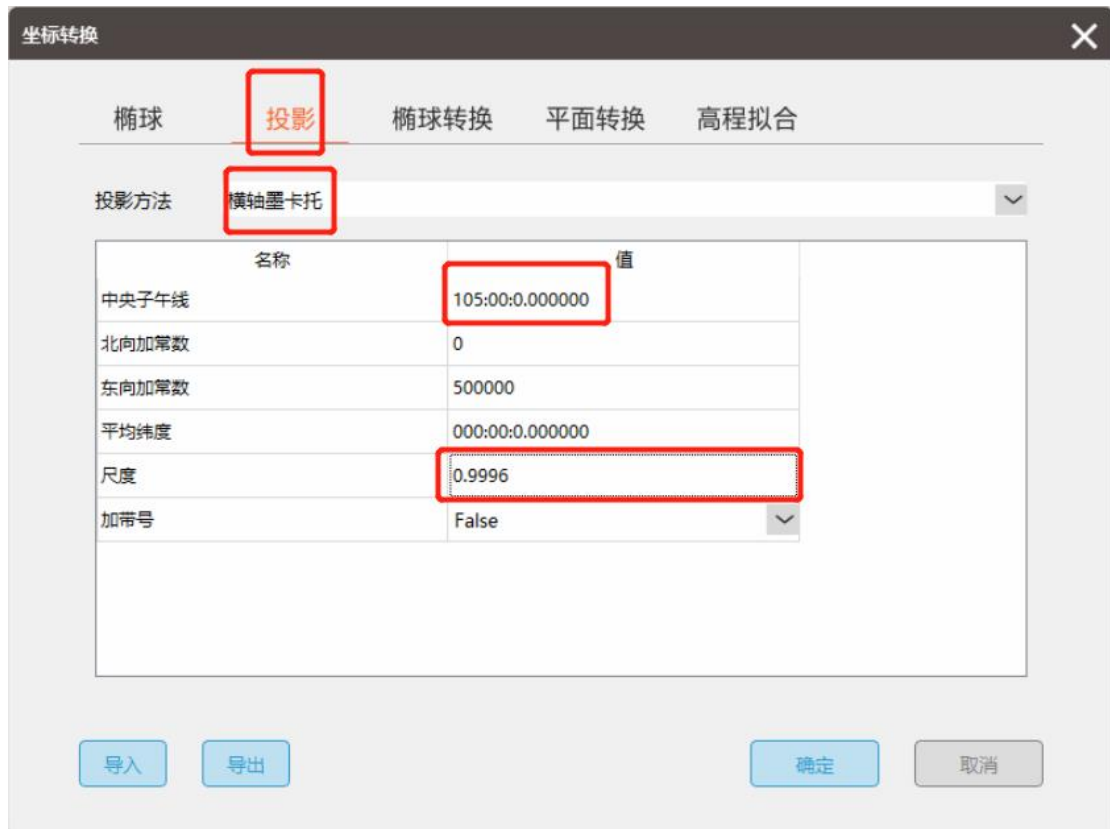 坐标转换
椭球 投影 椭球转换 平面转换 高程拟合
投影方法 横轴墨卡托
名称 值
中央子午线 105:00:0.000000
北向加常数 0
东向加常数 500000
平均纬度 000:00:0.000000
尺度 0.9996
加带号 False
导入 导出 确定 取消